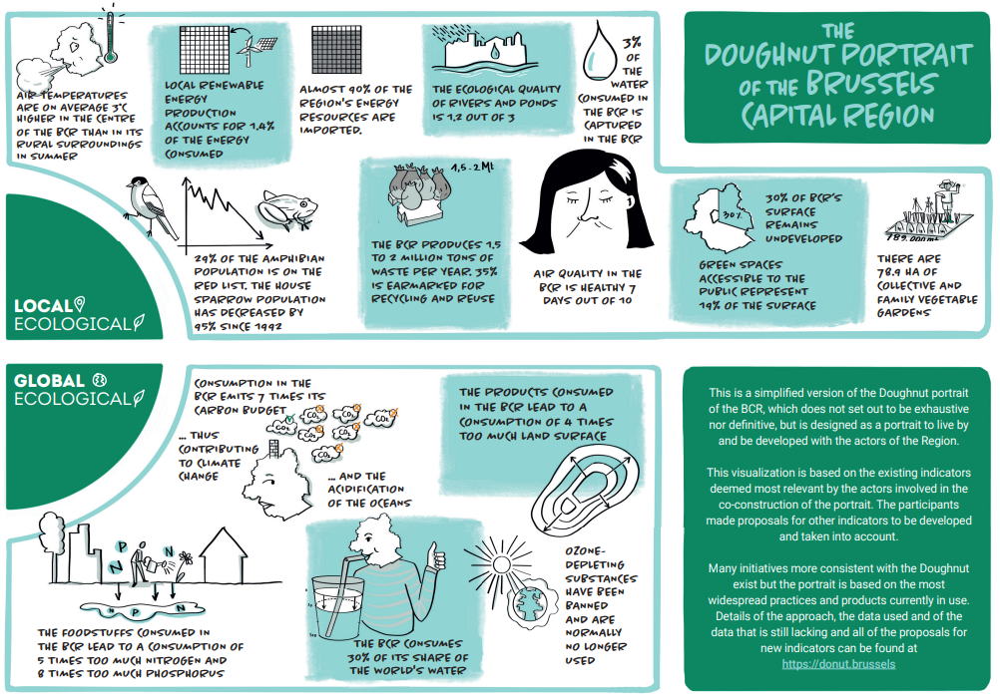 THE
DOUGHNUT PORTRAIT
OF THE BRUSSELS
CAPITAL REGION
AIR TEMPERATURES
ARE ON AVERAGE 3°C
HIGHER IN THE CENTRE
OF THE BCR THAN IN ITS
RURAL SURROUNDINGS
IN SUMMER
LOCAL RENEWABLE
ENERGY
PRODUCTION
ACCOUNTS FOR 1,4%
OF THE ENERGY
CONSUMED
ALMOST 90% OF THE
REGION'S ENERGY
RESOURCES ARE
IMPORTED.
THE ECOLOGICAL QUALITY
OF RIVERS AND PONDS
IS 1,2 OUT OF 3
3%
OF
THE
WATER
CONSUMED IN
THE BCR IS
CAPTURED
IN THE BCR
LOCAL
ECOLOGICAL
29% OF THE AMPHIBIAN
POPULATION IS ON THE
RED LIST. THE HOUSE
SPARROW POPULATION
HAS DECREASED BY
95% SINCE 1992
1,5 - 2 Mt
THE BCR PRODUCES 1,5
TO 2 MILLION TONS OF
WASTE PER YEAR. 35%
IS EARMARKED FOR
RECYCLING AND REUSE
AIR QUALITY IN THE
BCR IS HEALTHY 7
DAYS OUT OF 10
30%
30% OF BCR'S
SURFACE
REMAINS
UNDEVELOPED
GREEN SPACES
ACCESSIBLE TO THE
PUBLIC REPRESENT
19% OF THE SURFACE
789.000m²
THERE ARE
78.9 HA OF
COLLECTIVE AND
FAMILY VEGETABLE
GARDENS
GLOBAL
ECOLOGICAL
CONSUMPTION IN THE
BCR EMITS 7 TIMES ITS
CARBON BUDGET
CO₂
CO₂
CO₂
CO₂
CO₂
CO₂
CO₂
... THUS
CONTRIBUTING
TO CLIMATE
CHANGE
... AND THE
ACIDIFICATION
OF THE OCEANS
THE PRODUCTS CONSUMED
IN THE BCR LEAD TO A
CONSUMPTION OF 4 TIMES
TOO MUCH LAND SURFACE
P N
N
N P N
THE FOODSTUFFS CONSUMED IN
THE BCR LEAD TO A CONSUMPTION OF
5 TIMES TOO MUCH NITROGEN AND
8 TIMES TOO MUCH PHOSPHORUS
THE BCR CONSUMES
30% OF ITS SHARE OF
THE WORLD'S WATER
OZONE-
DEPLETING
SUBSTANCES
HAVE BEEN
BANNED
AND ARE
NORMALLY
NO LONGER
USED
This is a simplified version of the Doughnut portrait
of the BCR, which does not set out to be exhaustive
nor definitive, but is designed as a portrait to live by
and be developed with the actors of the Region.
This visualization is based on the existing indicators
deemed most relevant by the actors involved in the
co-construction of the portrait. The participants
made proposals for other indicators to be developed
and taken into account.
Many initiatives more consistent with the Doughnut
exist but the portrait is based on the most
widespread practices and products currently in use.
Details of the approach, the data used and of the
data that is still lacking and all of the proposals for
new indicators can be found at
https://donut.brussels